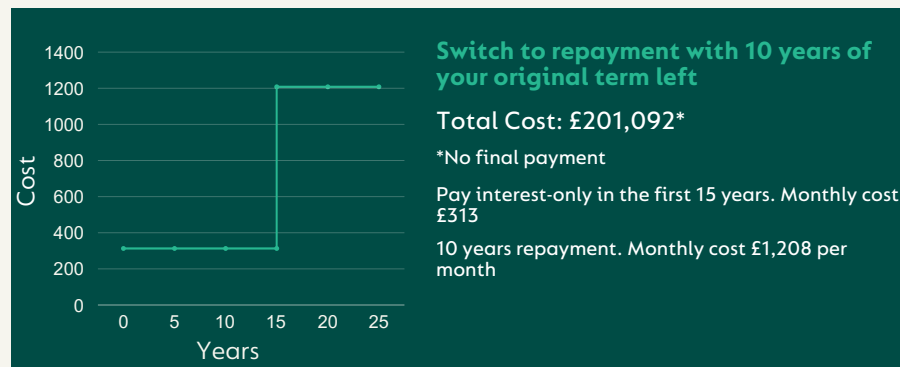 1400
1200
1000
800
600
400
200
0
Cost
0 5 10 15 20 25
Years
Switch to repayment with 10 years of
your original term left
Total Cost: £201,092*
*No final payment
Pay interest-only in the first 15 years. Monthly cost
£313
10 years repayment. Monthly cost £1,208 per
month